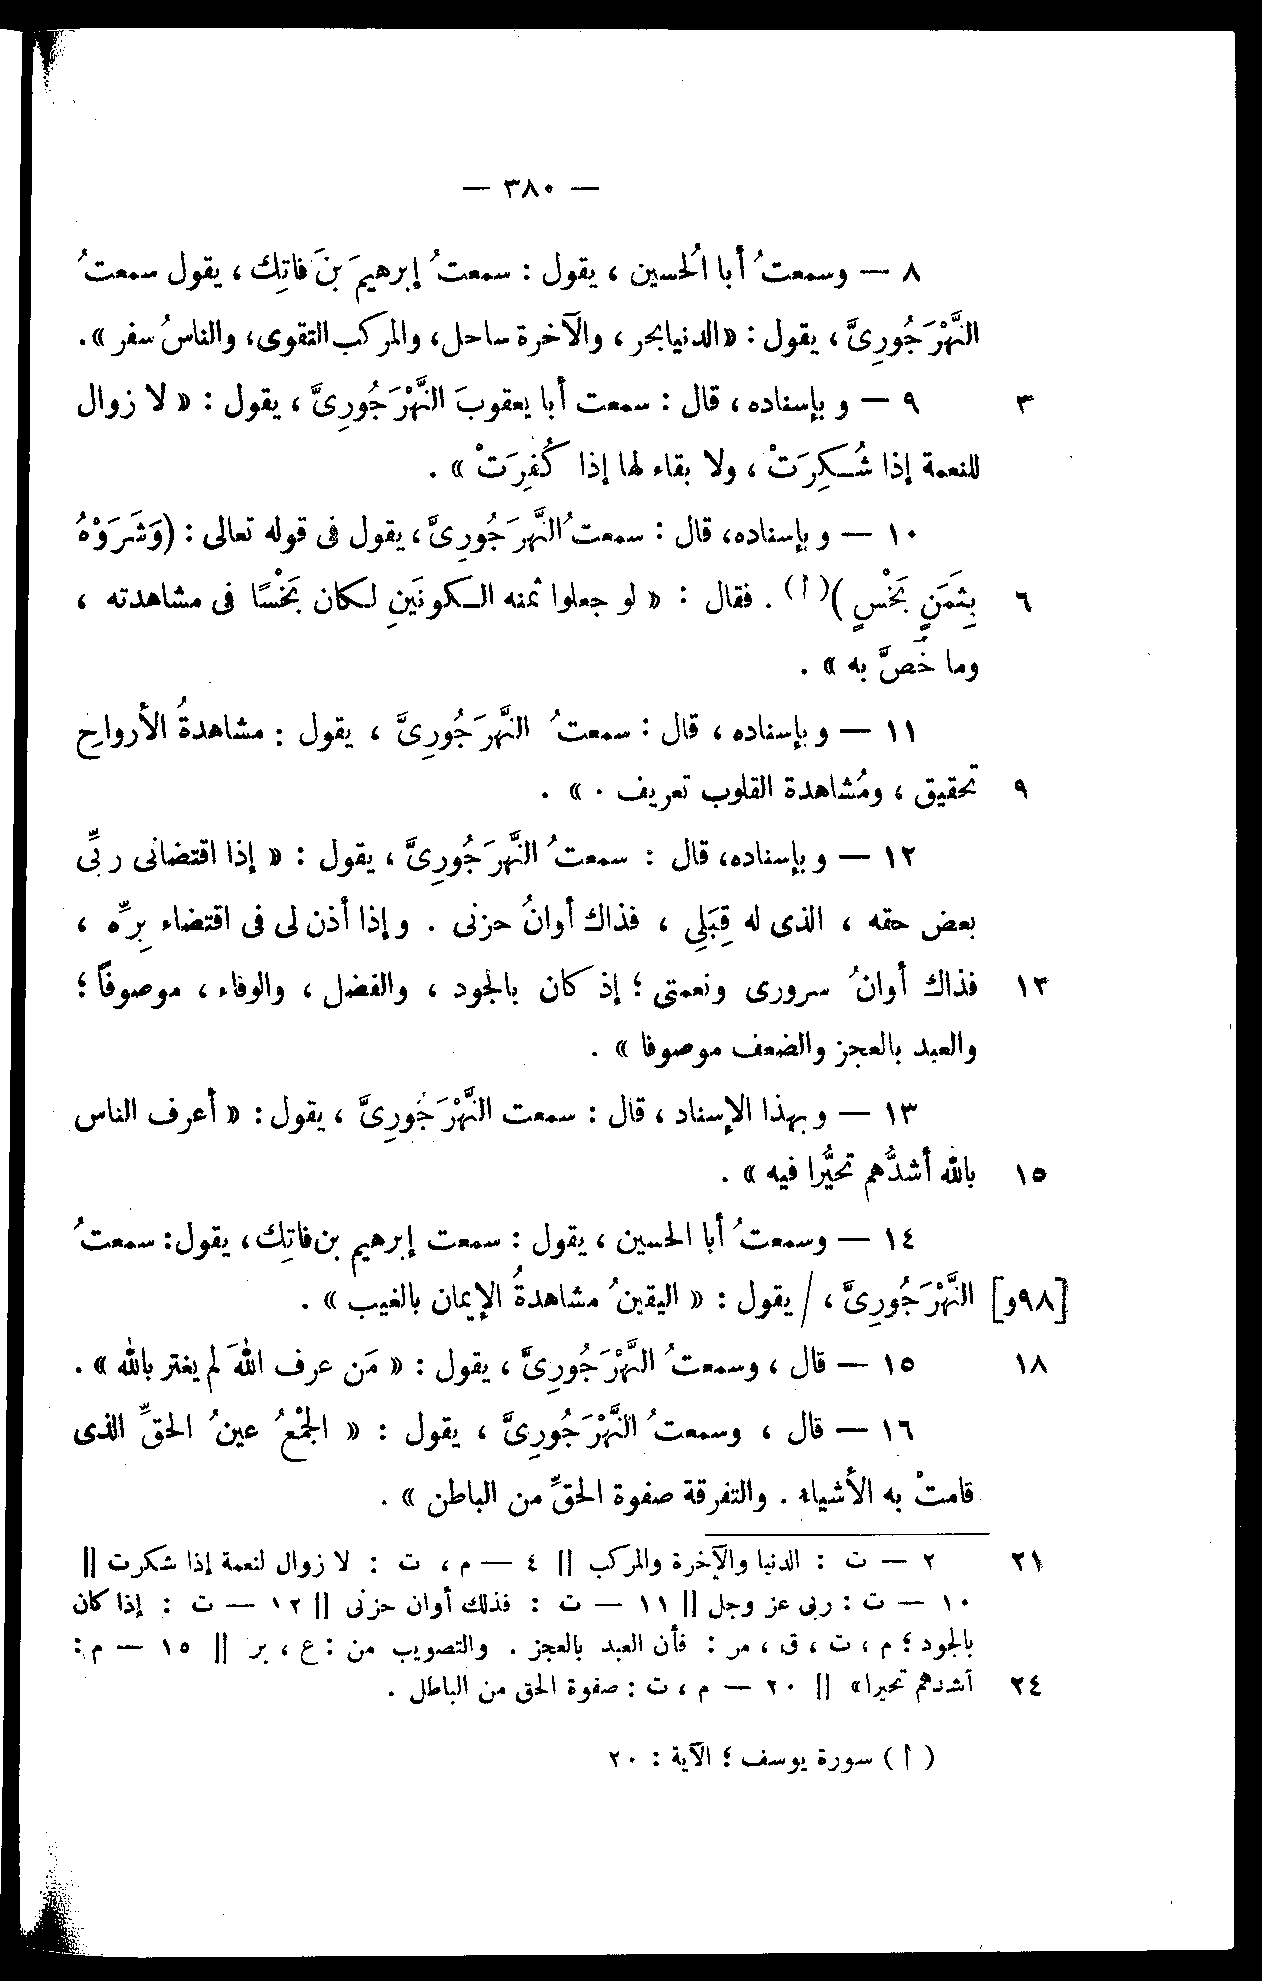 — ٣٨٠ —
٨ — وسمعتُ أبا الُحسين ، يقول : سمعتُ إبرهيمَ بنَ فاتِك ، يقول سمعتُ
النَّهْرَجُورِىَّ ، يقول : «الدنيابحر ، والآخرة ساحل، والمركب التقوى، والناسُ سفر ».
٣ ٩ — و بإسناده ، قال : سمعت أبا يعقوبَ النَّهْرَجُورِىَّ ، يقول : « لا زوال
للنعمة إذا شُكِرَتْ ، ولا بقاء لها إذا كُفِرَتْ » .
١٠ — و بإسناده، قال : سمعتُ النَّهرَجُورِىَّ، يقول فى قوله تعالى : (وَشَرَوْهُ
٦ بِثَمَنٍ بَخْسٍ )(أ) . فقال : « لو جعلوا ثمنه الكونَينِ لكان بَخْسًا فى مشاهدته ،
وما خُصَّ به » .
١١ — و بإسناده ، قال : سمعتُ النَّهرَجُورِىَّ ، يقول : مشاهدةُ الأرواحِ
٩ تحقيق ، ومُشاهدة القلوب تعريف . » .
١٢ — و بإسناده، قال : سمعتُ النَّهرَجُورِىَّ ، يقول : « إذا اقتضانى ربِّى
بعض حقه ، الذى له قِبَلِى ، فذاك أوانُ حزنى . و إذا أذن لى فى اقتضاء بِرِّه ،
١٢ فذاك أوانُ سرورى ونعمتى ؛ إذ كان بالجود ، والفضل ، والوفاء ، موصوفاً ؛
والعبد بالعجز والضعف موصوفا » .
١٣ — و بهذا الإسناد ، قال : سمعت النَّهْرَجُورِىَّ ، يقول : « أعرف الناس
١٥ بالله أشدُّهم تحيُّرا فيه » .
١٤ — وسمعتُ أبا الحسين ، يقول : سمعت إبرهيم بن فاتِك، يقول: سمعتُ
[٩٨و] النَّهْرَجُورِىَّ ، / يقول : « اليقينُ مشاهدةُ الإيمان بالغيب » .
١٨ ١٥ — قال ، وسمعتُ النَّهْرَجُورِىَّ ، يقول : « مَن عرف اللهَ لم يغتر بالله » .
١٦ — قال ، وسمعتُ النَّهْرَجُورِىَّ ، يقول : « الجمْعُ عينُ الحقِّ الذى
قامتْ به الأشياء . والتفرقة صفوة الحقِّ من الباطن » .
٢١ ٢ — ت : الدنيا والآخرة والمركب || ٤ — م ، ت : لا زوال لنعمة إذا شكرت ||
١٠ — ت : ربى عز وجل || ١١ — ت : فذلك أوان حزنى || ١٢ — ت : إذا كان
بالجود ؛ م ، ت ، ق ، مر : فأن العبد بالعجز . والتصويب من : ع ، بر || ١٥ — م :
٢٤ أشدهم تحيرا» || ٢٠ — م ، ت : صفوة الحق من الباطل .
( أ ) سورة يوسف ؛ الآية : ٢٠